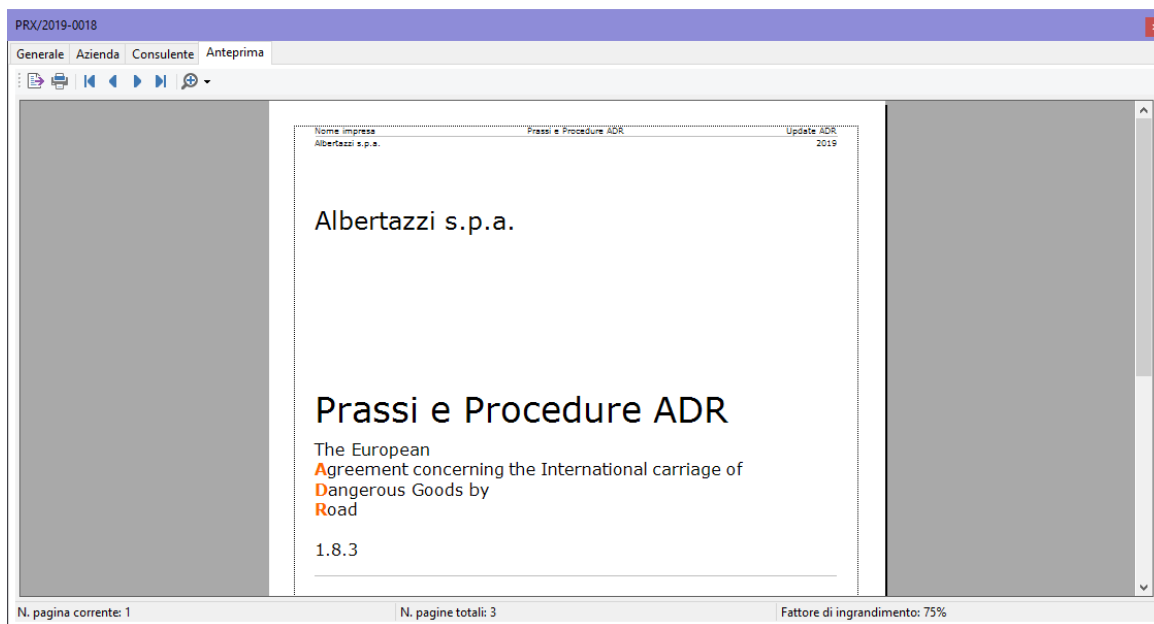 PRX/2019-0018
Generale Azienda Consulente Anteprima
Nome impresa Prassi e Procedure ADR Update ADR
Albertazzi s.p.a. 2019
Albertazzi s.p.a.
Prassi e Procedure ADR
The European
Agreement concerning the International carriage of
Dangerous Goods by
Road
1.8.3
N. pagina corrente: 1 N. pagine totali: 3 Fattore di ingrandimento: 75%